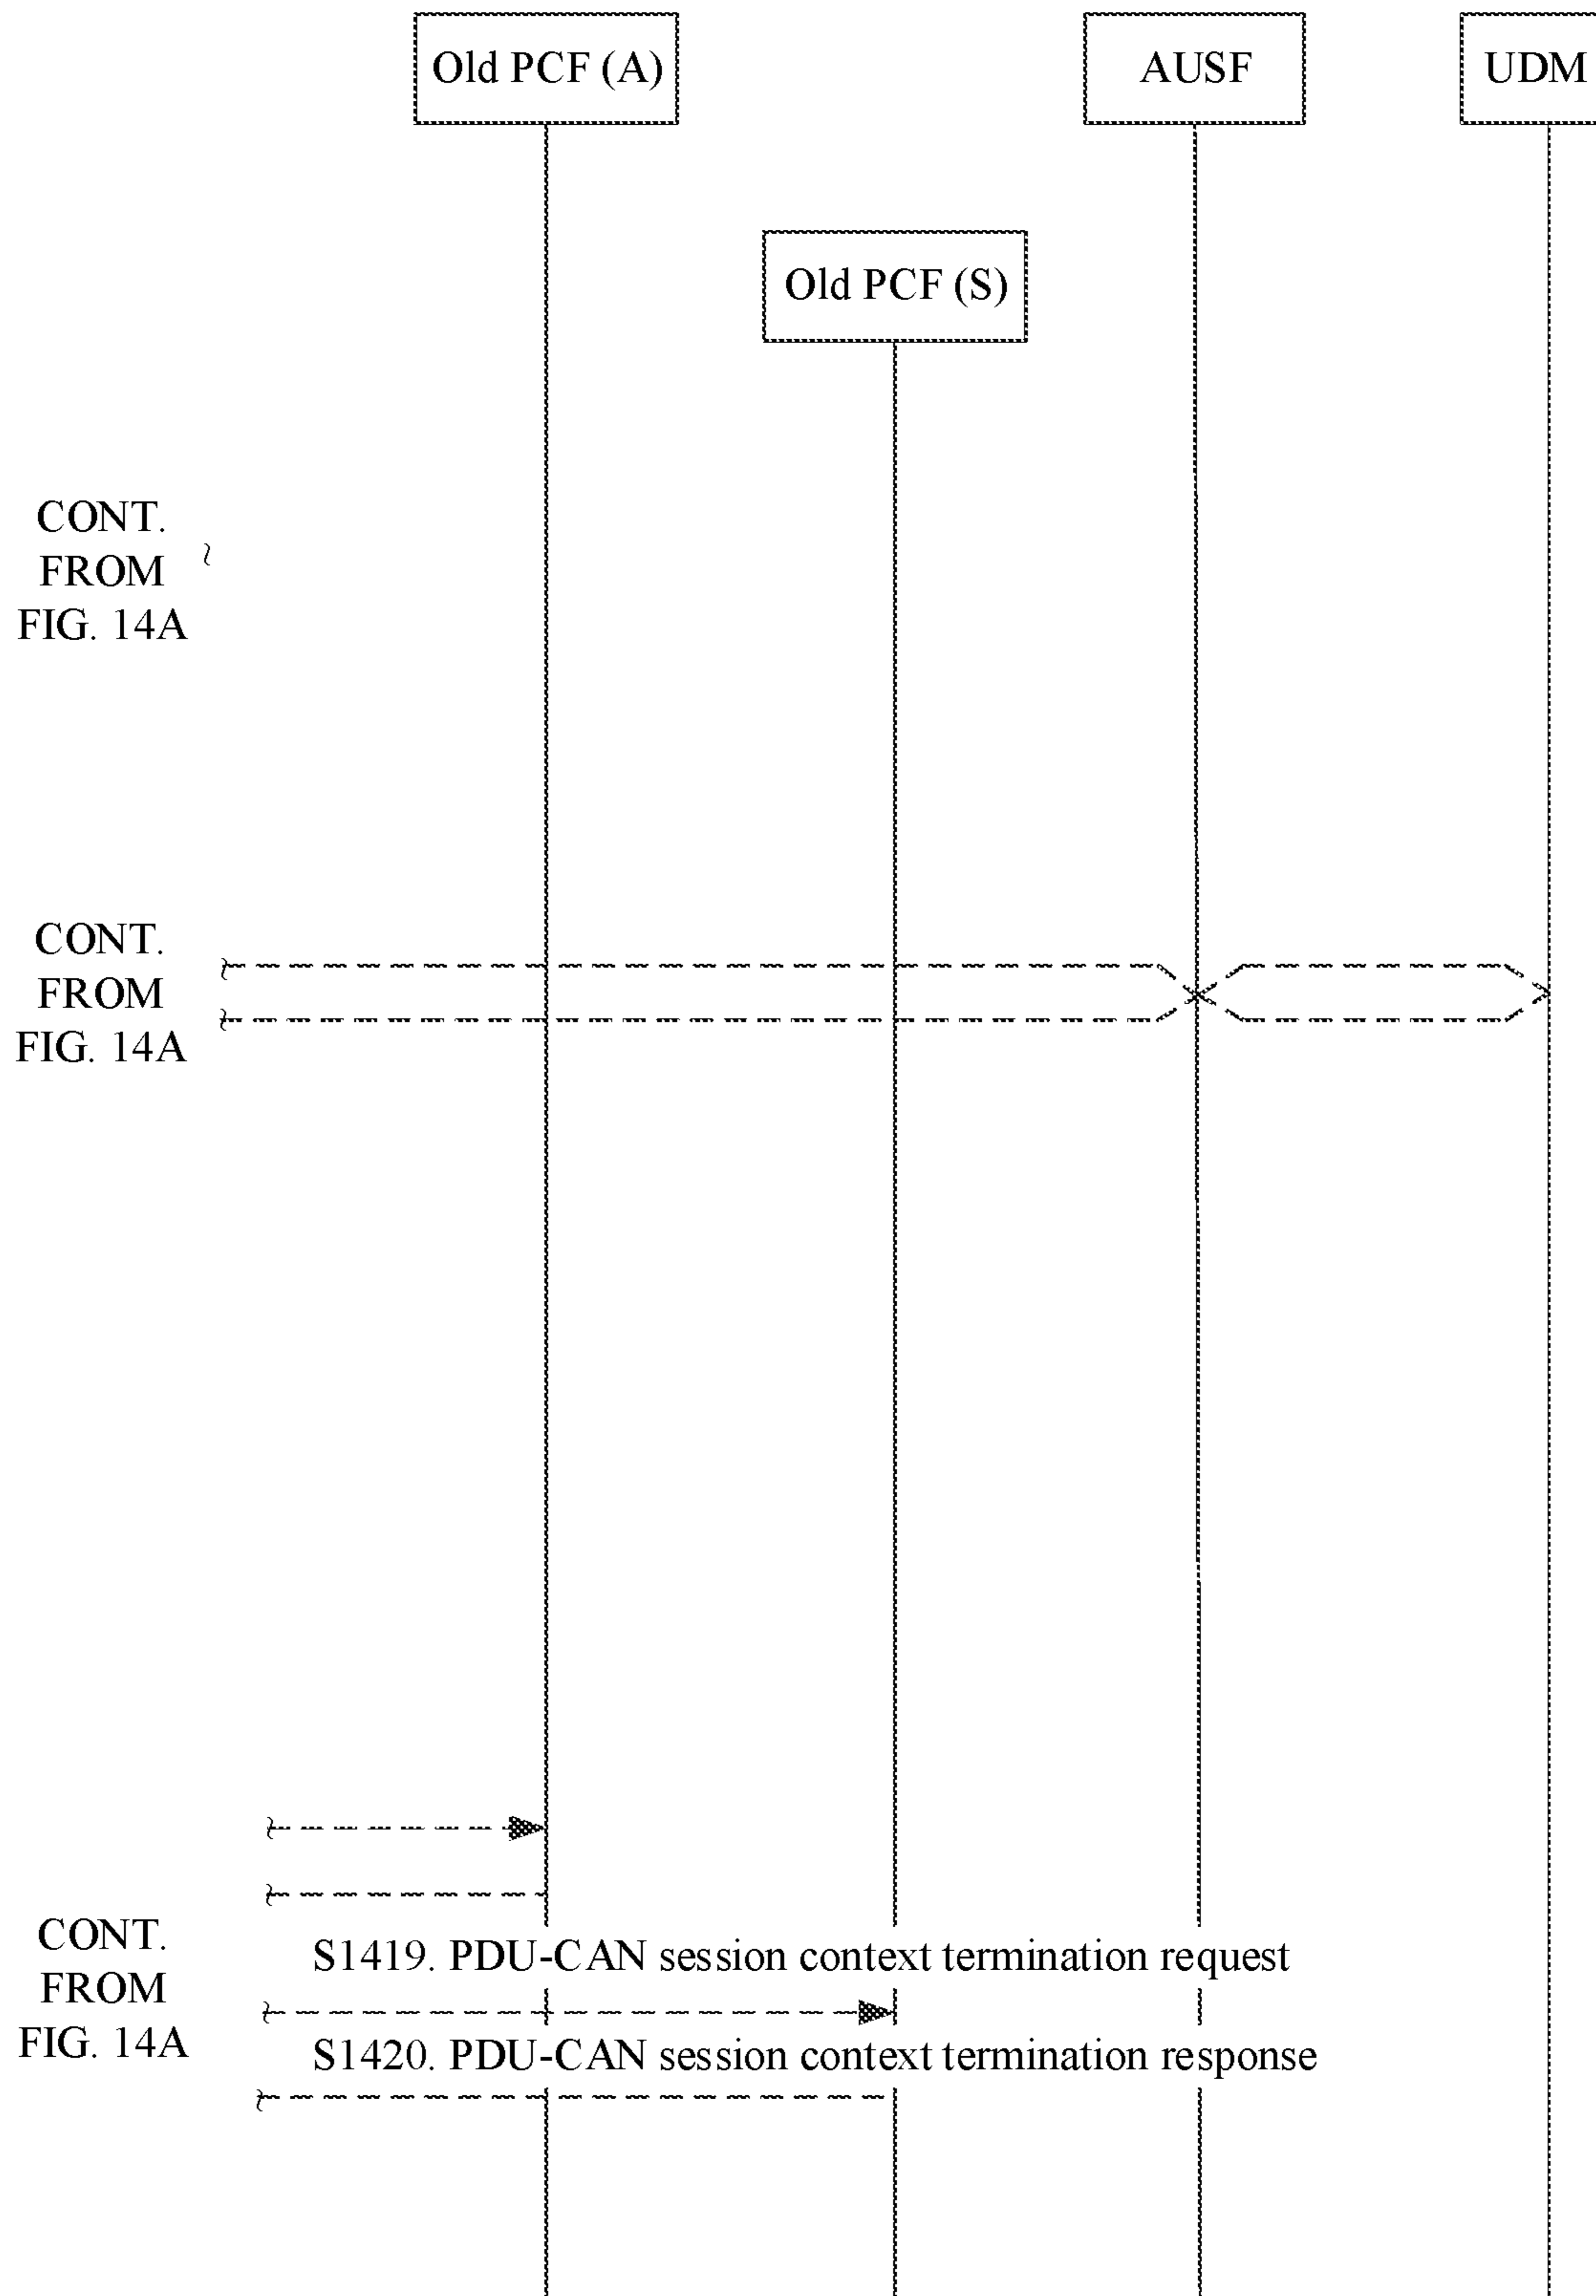 Old PCF (A)
AUSF
UDM
Old PCF (S)
CONT.
FROM
FIG. 14A
CONT.
FROM
FIG. 14A
CONT.
FROM
FIG. 14A
S1419. PDU-CAN session context termination request
S1420. PDU-CAN session context termination response